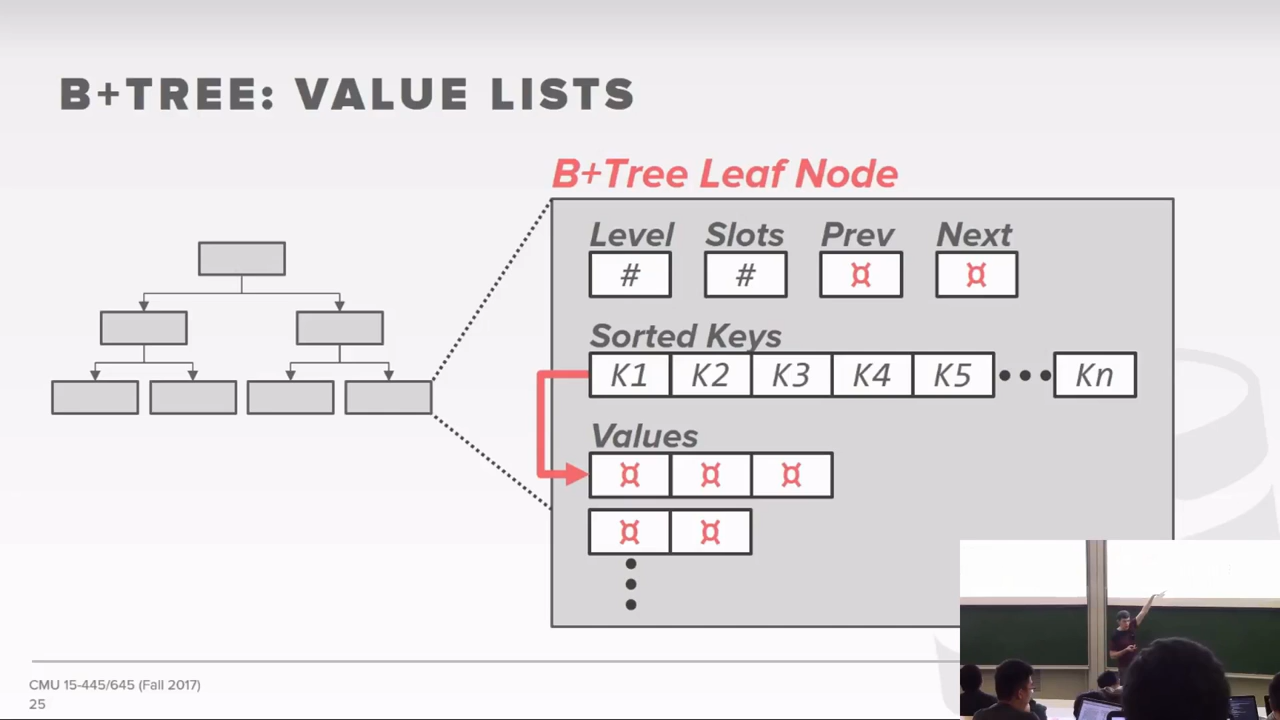 B+TREE: VALUE LISTS
B+Tree Leaf Node
Level Slots Prev Next
# # ¤ ¤
Sorted Keys
K1 K2 K3 K4 K5 ••• Kn
Values
¤ ¤ ¤
¤ ¤
CMU 15-445/645 (Fall 2017)
25